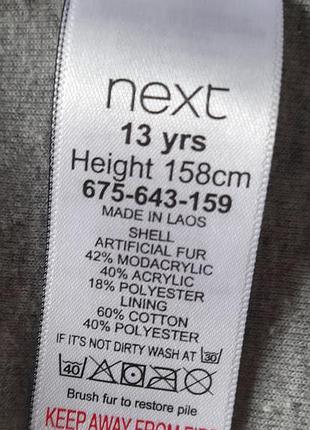 next
13 yrs
Height 158cm
675-643-159
MADE IN LAOS
SHELL
ARTIFICIAL FUR
42% MODACRYLIC
40% ACRYLIC
18% POLYESTER
LINING
60% COTTON
40% POLYESTER
IF IT'S NOT DIRTY WASH AT 30
40
Brush fur to restore pile
KEEP AWAY FROM FIRE